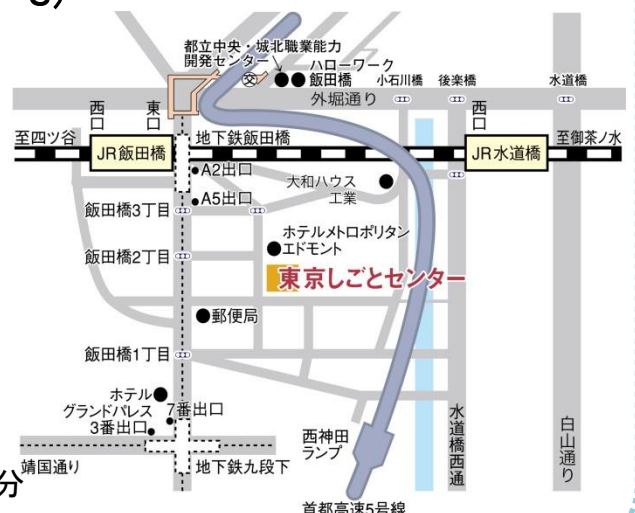 都立中央・城北職業能力
開発センター
ハローワーク
飯田橋
小石川橋
後楽橋
水道橋
外堀通り
西口
東口
西口
至四ツ谷
地下鉄飯田橋
至御茶ノ水
JR飯田橋
JR水道橋
A2出口
大和ハウス
工業
A5出口
飯田橋3丁目
ホテルメトロポリタン
エドモント
飯田橋2丁目
東京しごとセンター
郵便局
飯田橋1丁目
ホテル
グランドパレス
7番出口
3番出口
西神田
ランプ
水道橋西通
白山通り
靖国通り
地下鉄九段下
分
首都高速5号線